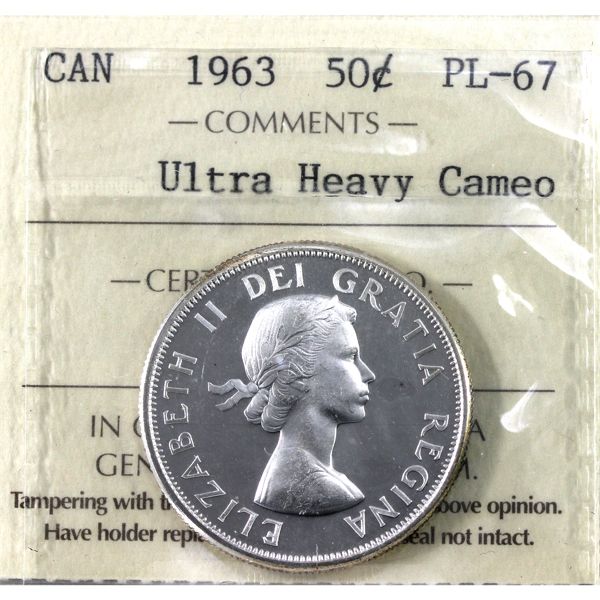 CAN 1963 50¢ PL-67
— COMMENTS —
Ultra Heavy Cameo
ELIZABETH II DEI GRATIA REGINA
Tampering with
above opinion.
Have holder
not intact.